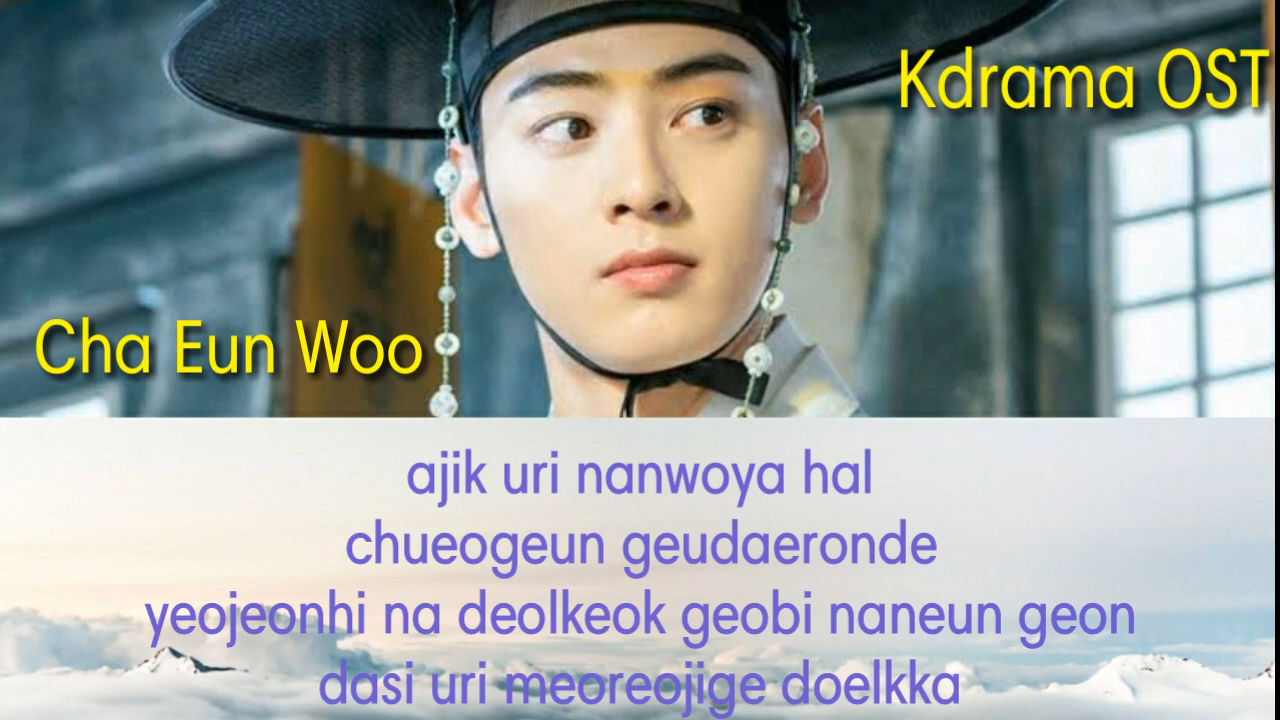 Kdrama OST
Cha Eun Woo
ajik uri nanwoya hal
chueogeun geudaeronde
yeojeonhi na deolkeok geobi naneun geon
dasi uri meoreojige doelkka